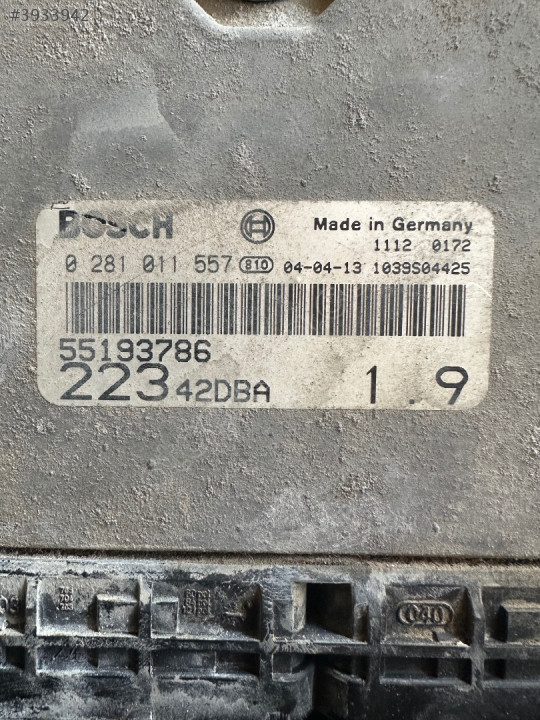 #3933942
BOSCH
Made in Germany
1112 0172
0 281 011 557 810 04-04-13 1039S04425
55193786
223 42DBA 1.9